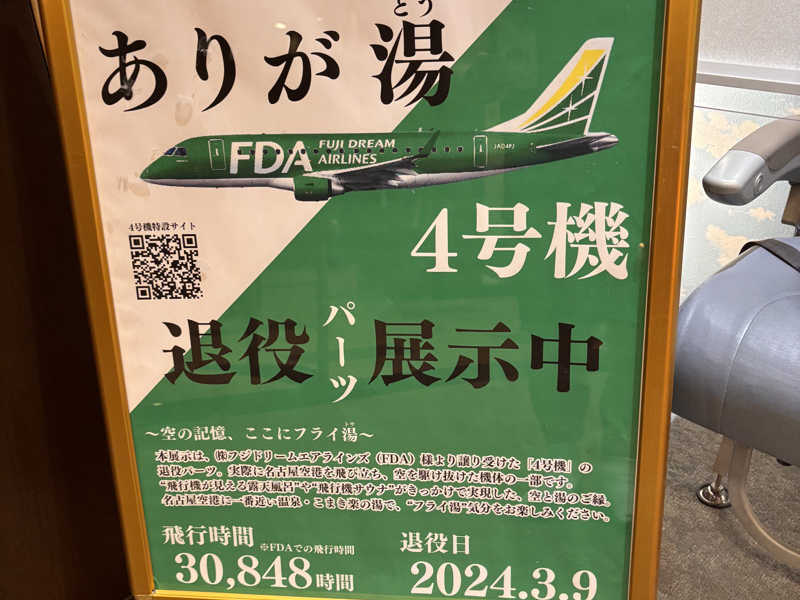 とう
ありが湯
FDA FUJI DREAM
AIRLINES
JA04FJ
4号機特設サイト
4号機
退役パーツ展示中
〜空の記憶、ここにフライ湯〜
本展示は、㈱フジドリームエアラインズ（FDA）様より譲り受けた『4号機』の
退役パーツ。実際に名古屋空港を飛び立ち、空を駆け抜けた機体の一部です。
“飛行機が見える露天風呂”や“飛行機サウナ”がきっかけで実現した、空と湯のご縁。
名古屋空港に一番近い温泉・こまき楽の湯で、“フライ湯”気分をお楽しみください。
飛行時間 ※FDAでの飛行時間
30,848時間
退役日
2024.3.9